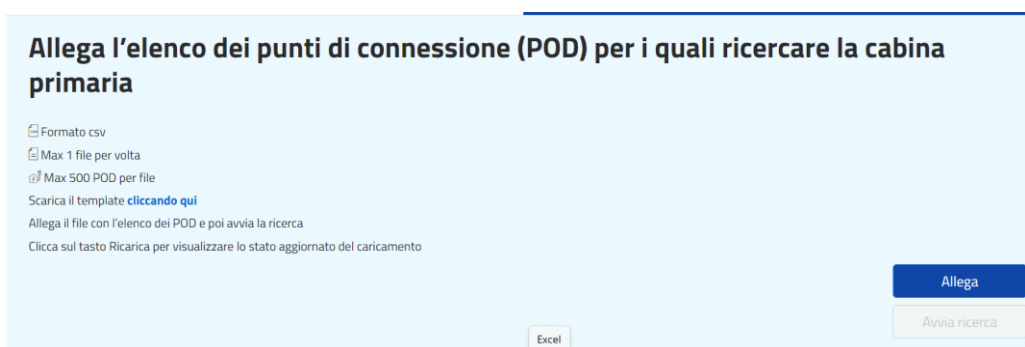 Allega l’elenco dei punti di connessione (POD) per i quali ricercare la cabina
primaria
Formato csv
Max 1 file per volta
Max 500 POD per file
Scarica il template cliccando qui
Allega il file con l’elenco dei POD e poi avvia la ricerca
Clicca sul tasto Ricarica per visualizzare lo stato aggiornato del caricamento
Allega
Avvia ricerca
Excel